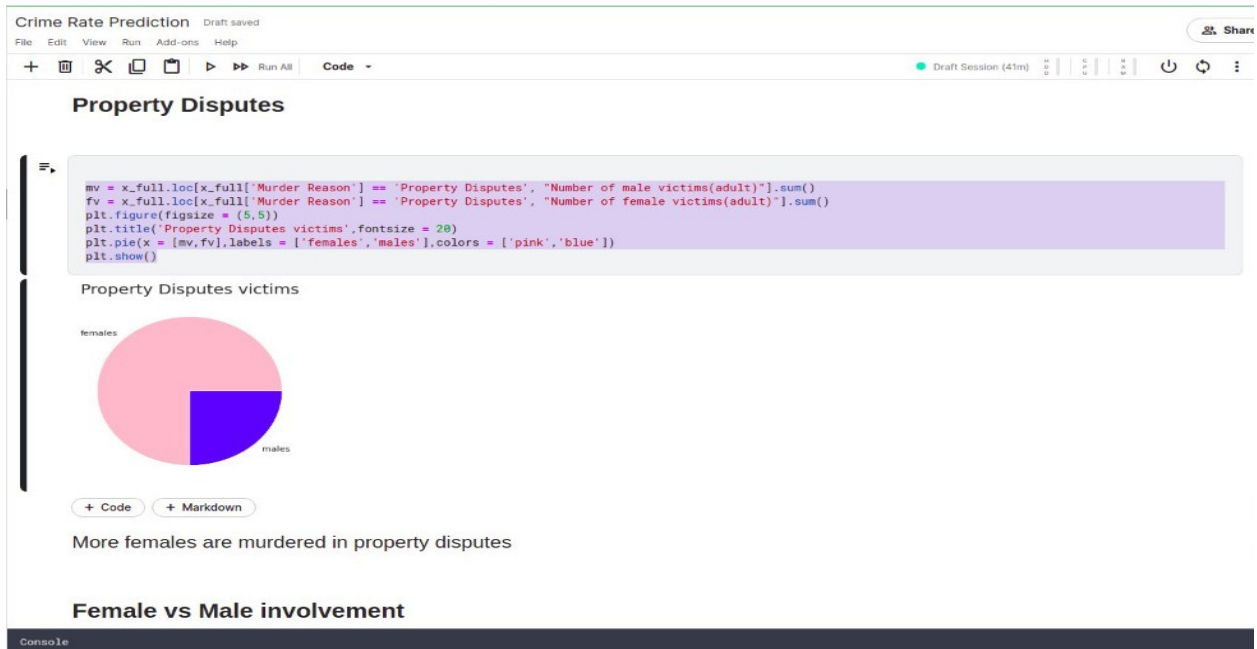 Crime Rate Prediction Draft saved
Share
File Edit View Run Add-ons Help
Run All Code Draft Session (41m)
Property Disputes
mv = x_full.loc[x_full['Murder Reason'] == 'Property Disputes', "Number of male victims(adult)"].sum()
fv = x_full.loc[x_full['Murder Reason'] == 'Property Disputes', "Number of female victims(adult)"].sum()
plt.figure(figsize = (5,5))
plt.title('Property Disputes victims',fontsize = 20)
plt.pie(x = [mv,fv],labels = ['females','males'],colors = ['pink','blue'])
plt.show()
Property Disputes victims
females
males
+ Code + Markdown
More females are murdered in property disputes
Female vs Male involvement
Console